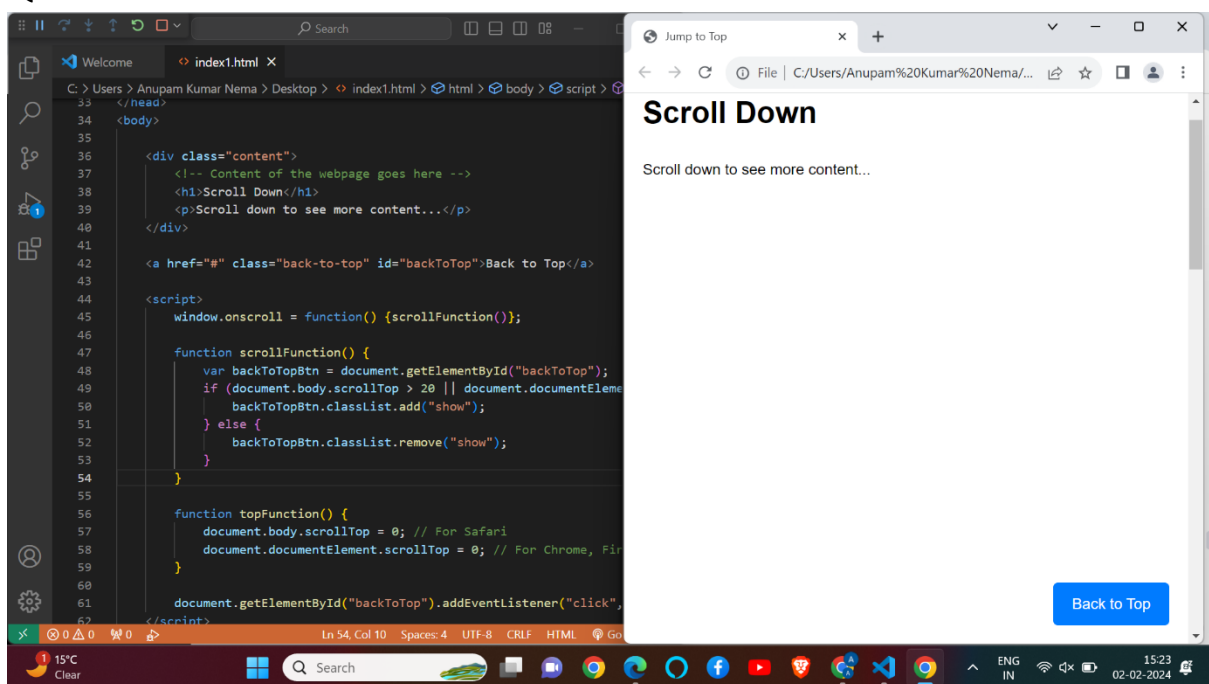 Search
Welcome
index1.html
C: > Users > Anupam Kumar Nema > Desktop > index1.html > html > body > script >
33 </head>
34 <body>
35
36 <div class="content">
37 <!-- Content of the webpage goes here -->
38 <h1>Scroll Down</h1>
39 <p>Scroll down to see more content...</p>
40 </div>
41
42 <a href="#" class="back-to-top" id="backToTop">Back to Top</a>
43
44 <script>
45 window.onscroll = function() {scrollFunction()};
46
47 function scrollFunction() {
48 var backToTopBtn = document.getElementById("backToTop");
49 if (document.body.scrollTop > 20 || document.documentEleme
50 backToTopBtn.classList.add("show");
51 } else {
52 backToTopBtn.classList.remove("show");
53 }
54 }
55
56 function topFunction() {
57 document.body.scrollTop = 0; // For Safari
58 document.documentElement.scrollTop = 0; // For Chrome, Fir
59 }
60
61 document.getElementById("backToTop").addEventListener("click",
62 </script>
1
0 0 0 Ln 54, Col 10 Spaces: 4 UTF-8 CRLF HTML Go
Jump to Top
File C:/Users/Anupam%20Kumar%20Nema/...
Scroll Down
Scroll down to see more content...
Back to Top
1
15°C
Clear
Search
ENG
IN
15:23
02-02-2024